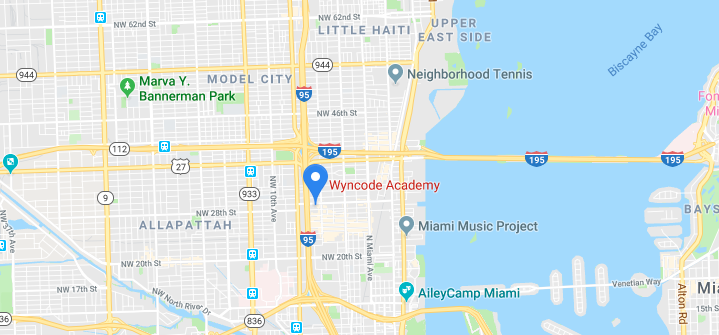 NW 62nd St
NW 62nd St
UPPER
EAST SIDE
LITTLE HAITI
Biscayne Bay
944
944
Neighborhood Tennis
MODEL CITY
Marva Y.
Bannerman Park
95
NW 46th St
112
195
195
195
27
Wyncode Academy
9
933
NW 10th Ave
NW 28th St
ALLAPATTAH
NW 37th Ave
95
N Miami Ave
Miami Music Project
BAYS
NW 20th St
NW 20th St
NW 17th St
NW North River Dr
AileyCamp Miami
Venetian Way
Alton Rd
Mia
15th S
836